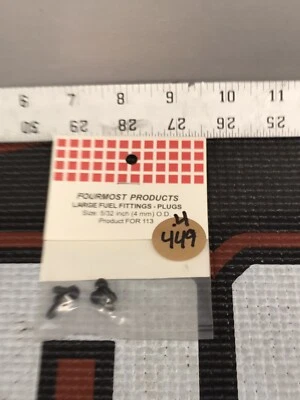 6 7 8 9 10 11
30 29 28 27 26 25
FOURMOST PRODUCTS
LARGE FUEL FITTINGS - PLUGS
Size: 5/32 inch (4 mm) O.D.
Product FOR 113
.4
449